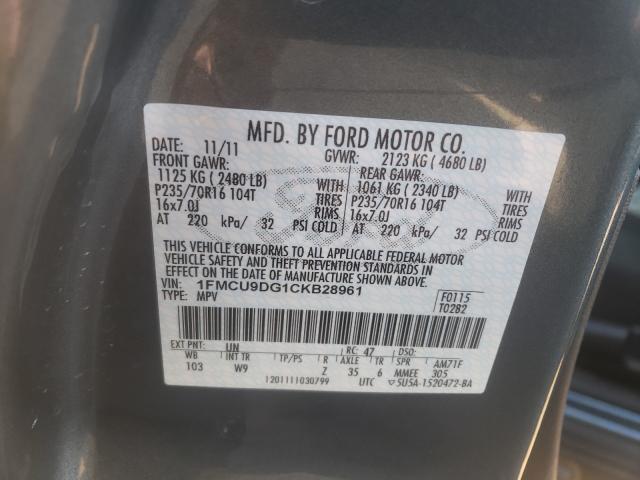 MFD. BY FORD MOTOR CO.
DATE: 11/11 GVWR: 2123 KG ( 4680 LB)
FRONT GAWR: REAR GAWR:
1125 KG ( 2480 LB) 1061 KG ( 2340 LB)
P235/70R16 104T WITH TIRES P235/70R16 104T WITH TIRES
16x7.0J RIMS 16x7.0J RIMS
AT 220 kPa/ 32 PSI COLD AT 220 kPa/ 32 PSI COLD
Ford
THIS VEHICLE CONFORMS TO ALL APPLICABLE FEDERAL MOTOR
VEHICLE SAFETY AND THEFT PREVENTION STANDARDS IN
EFFECT ON THE DATE OF MANUFACTURE SHOWN ABOVE.
VIN: 1FMCU9DG1CKB28961
TYPE: MPV
F0115
T02B2
EXT PNT: UN RC: 47 DSO:
WB INT TR TP/PS R AXLE TR SPR AM71F
103 W9 Z 35 6 MMEE 305
1201111030799 UTC 5U5A-1520472-BA